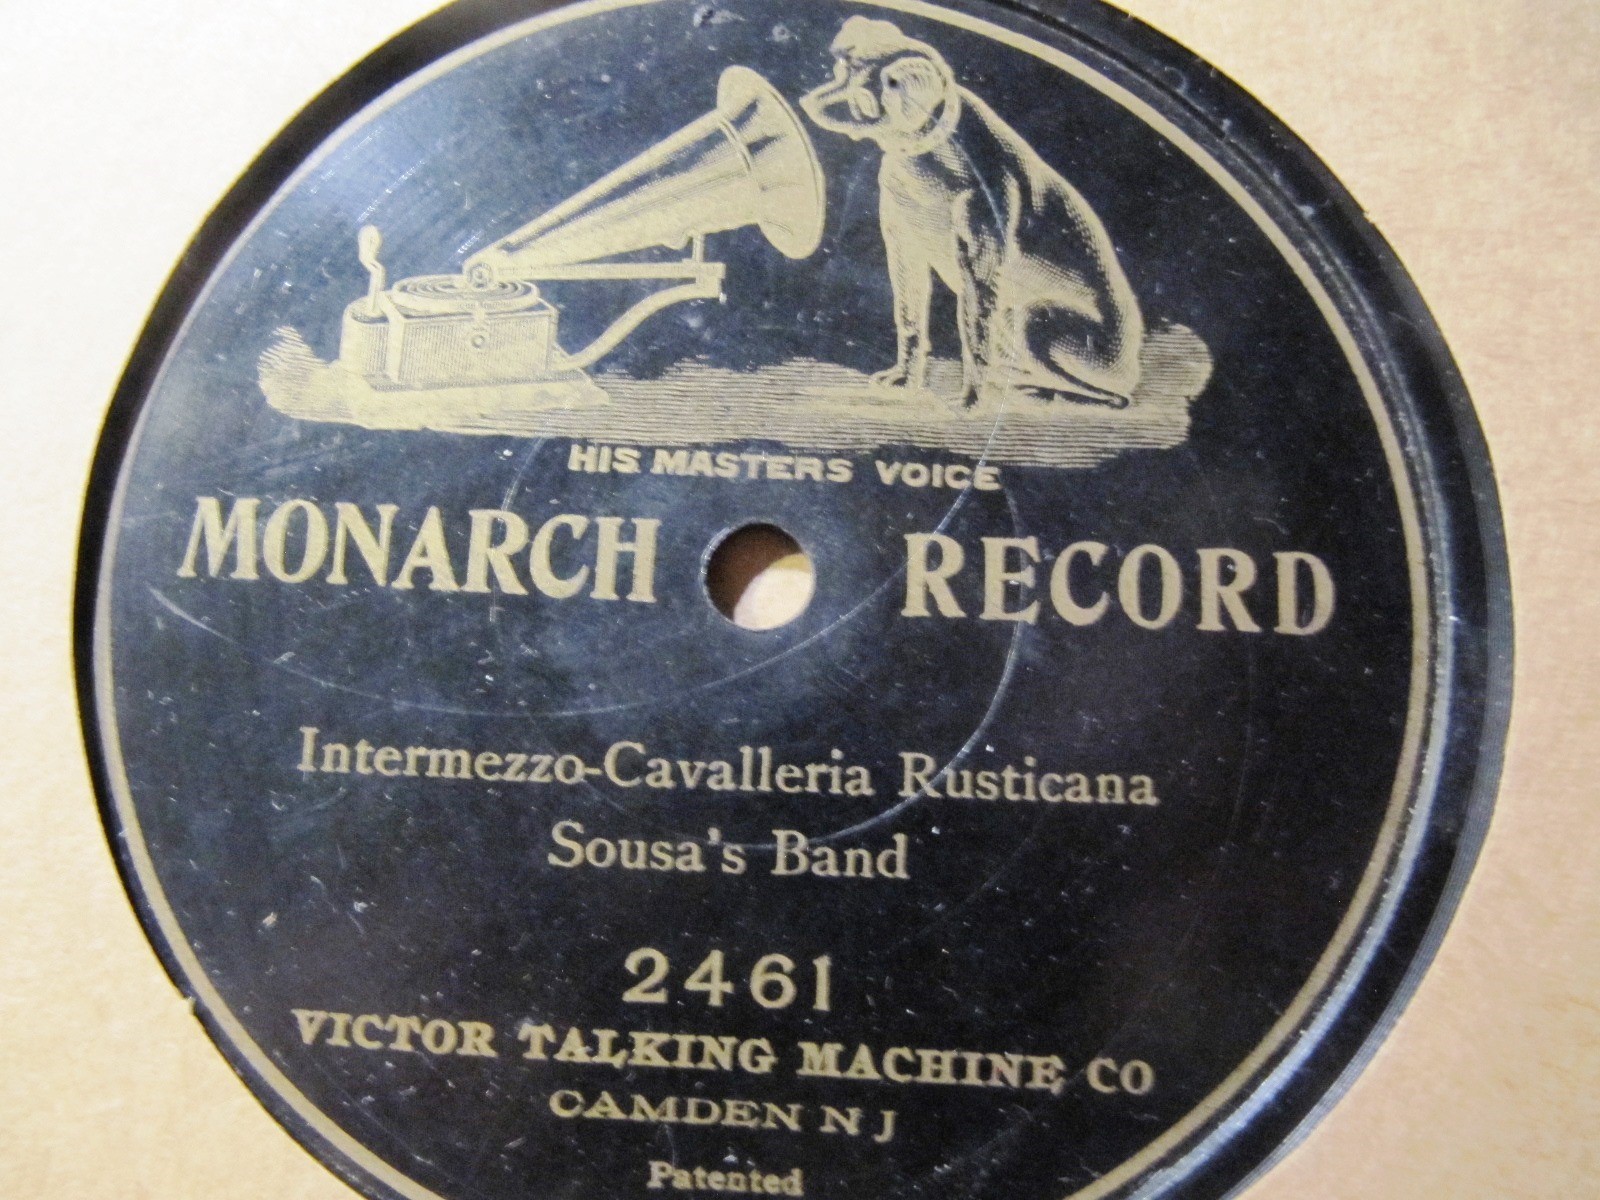 HIS MASTERS VOICE
MONARCH RECORD
Intermezzo-Cavalleria Rusticana
Sousa's Band
2461
VICTOR TALKING MACHINE CO
CAMDEN N J
Patented